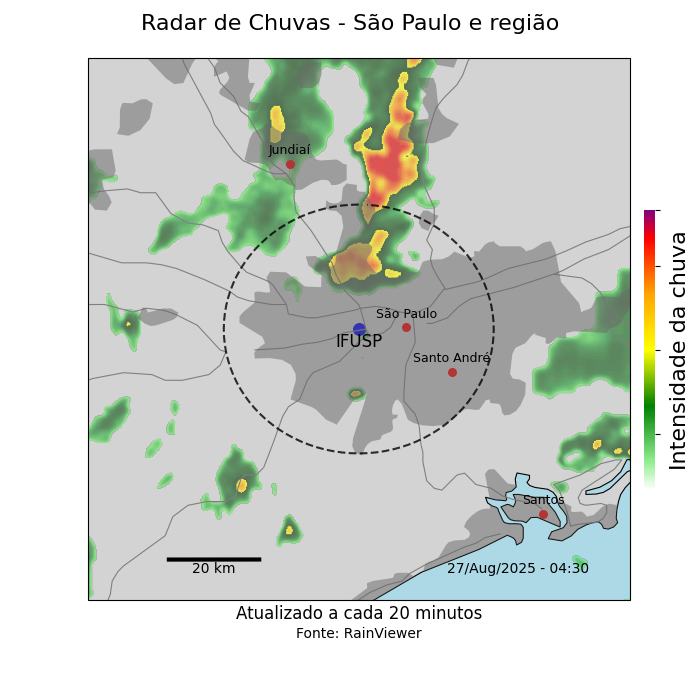 Radar de Chuvas - São Paulo e região
Jundiaí
São Paulo
IFUSP
Santo André
Santos
20 km
27/Aug/2025 - 04:30
Intensidade da chuva
Atualizado a cada 20 minutos
Fonte: RainViewer